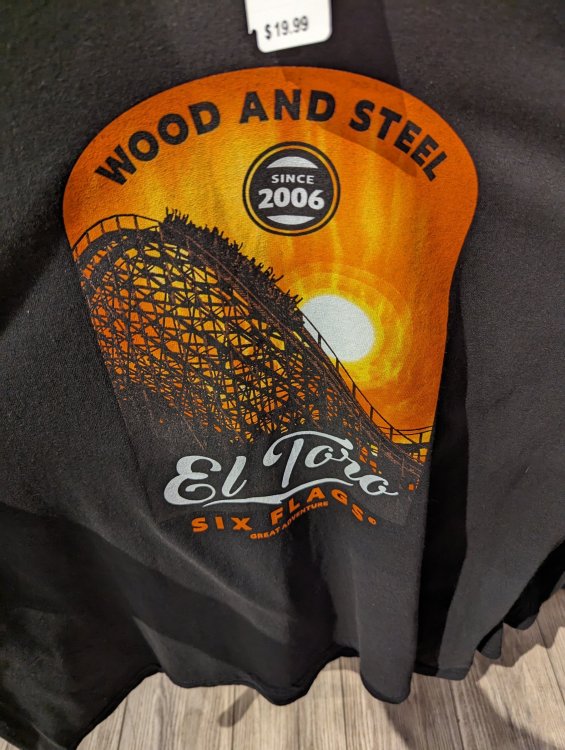 $19.99
WOOD AND STEEL
SINCE
2006
El Toro
SIX FLAGS®
GREAT ADVENTURE